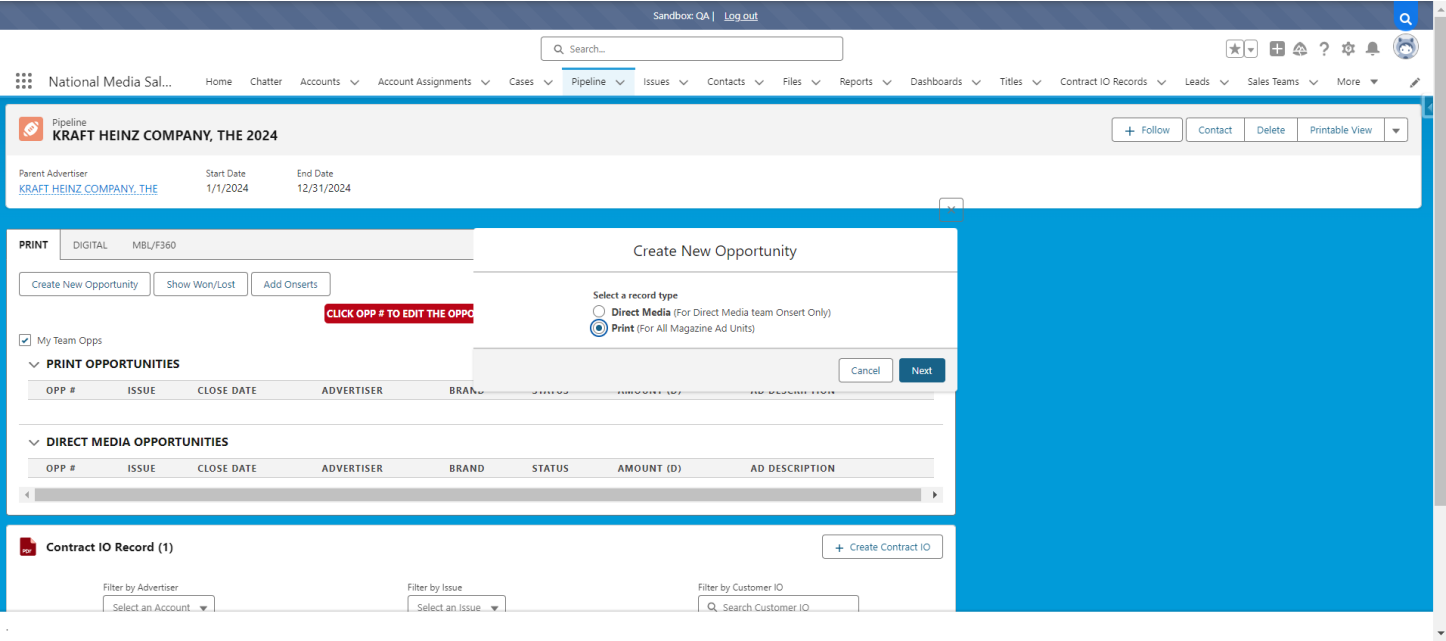 Sandbox: QA | Log out
Search...
National Media Sal...
Home Chatter Accounts Account Assignments Cases Pipeline Issues Contacts Files Reports Dashboards Titles Contract IO Records Leads Sales Teams More
Pipeline
KRAFT HEINZ COMPANY, THE 2024
+ Follow Contact Delete Printable View
Parent Advertiser Start Date End Date
KRAFT HEINZ COMPANY, THE 1/1/2024 12/31/2024
PRINT DIGITAL MBL/F360
Create New Opportunity Show Won/Lost Add Onserts
CLICK OPP # TO EDIT THE OPPO
My Team Opps
PRINT OPPORTUNITIES
OPP # ISSUE CLOSE DATE ADVERTISER BRAND STATUS AMOUNT (D) AD DESCRIPTION
DIRECT MEDIA OPPORTUNITIES
OPP # ISSUE CLOSE DATE ADVERTISER BRAND STATUS AMOUNT (D) AD DESCRIPTION
Create New Opportunity
Select a record type
Direct Media (For Direct Media team Onsert Only)
Print (For All Magazine Ad Units)
Cancel Next
PDF
Contract IO Record (1)
+ Create Contract IO
Filter by Advertiser Filter by Issue Filter by Customer IO
Select an Account Select an Issue Search Customer IO